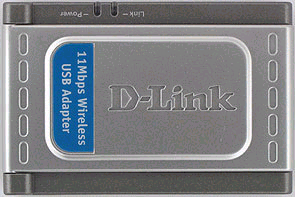 Link
Power
11Mbps Wireless
USB Adapter
D-Link